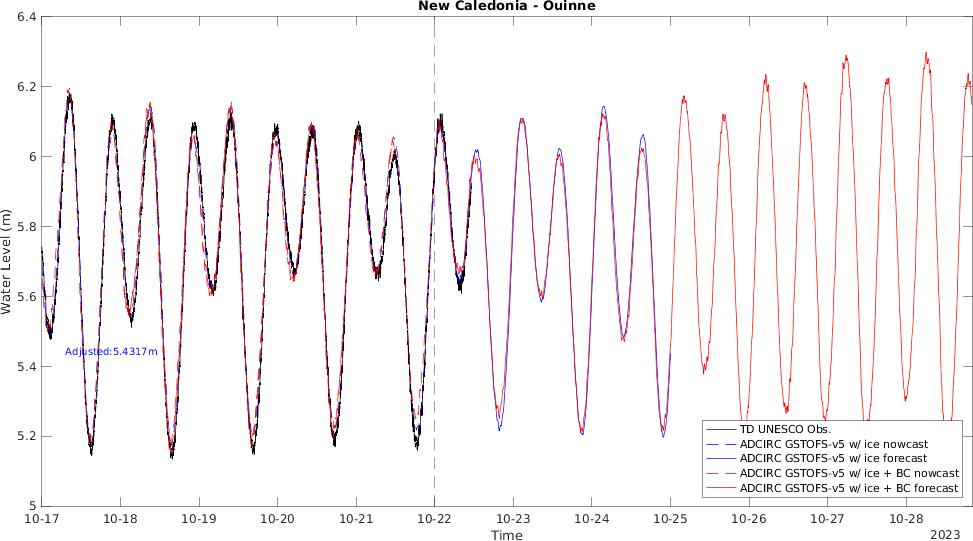 New Caledonia - Ouinne
6.4
6.2
6
5.8
5.6
5.4
5.2
5
Water Level (m)
Adjusted:5.4317m
TD UNESCO Obs.
ADCIRC GSTOFS-v5 w/ ice nowcast
ADCIRC GSTOFS-v5 w/ ice forecast
ADCIRC GSTOFS-v5 w/ ice + BC nowcast
ADCIRC GSTOFS-v5 w/ ice + BC forecast
10-17 10-18 10-19 10-20 10-21 10-22 10-23 10-24 10-25 10-26 10-27 10-28
Time
2023